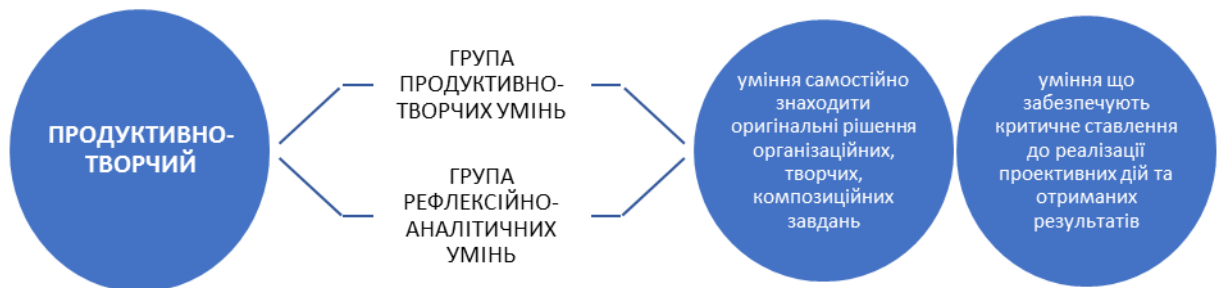 ПРОДУКТИВНО-
ТВОРЧИЙ
ГРУПА
ПРОДУКТИВНО-
ТВОРЧИХ УМІНЬ
ГРУПА
РЕФЛЕКСІЙНО-
АНАЛІТИЧНИХ
УМІНЬ
уміння самостійно
знаходити
оригінальні рішення
організаційних,
творчих,
композиційних
завдань
уміння що
забезпечують
критичне ставлення
до реалізації
проективних дій та
отриманих
результатів